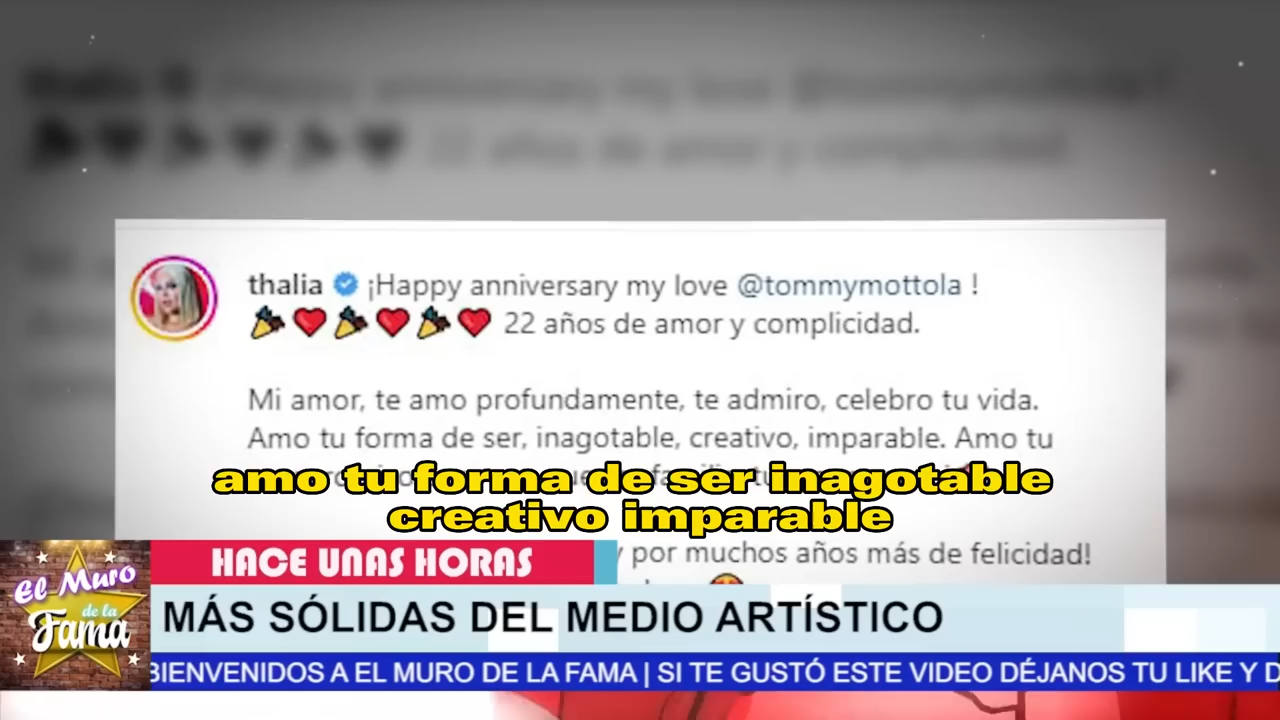 thalia ¡Happy anniversary my love @tommymottola !
22 años de amor y complicidad.
Mi amor, te amo profundamente, te admiro, celebro tu vida.
Amo tu forma de ser, inagotable, creativo, imparable. Amo tu
amo tu forma de ser inagotable
creativo imparable
y por muchos años más de felicidad!
HACE UNAS HORAS
El Muro
de la
Fama
MÁS SÓLIDAS DEL MEDIO ARTÍSTICO
BIENVENIDOS A EL MURO DE LA FAMA | SI TE GUSTÓ ESTE VIDEO DÉJANOS TU LIKE Y D